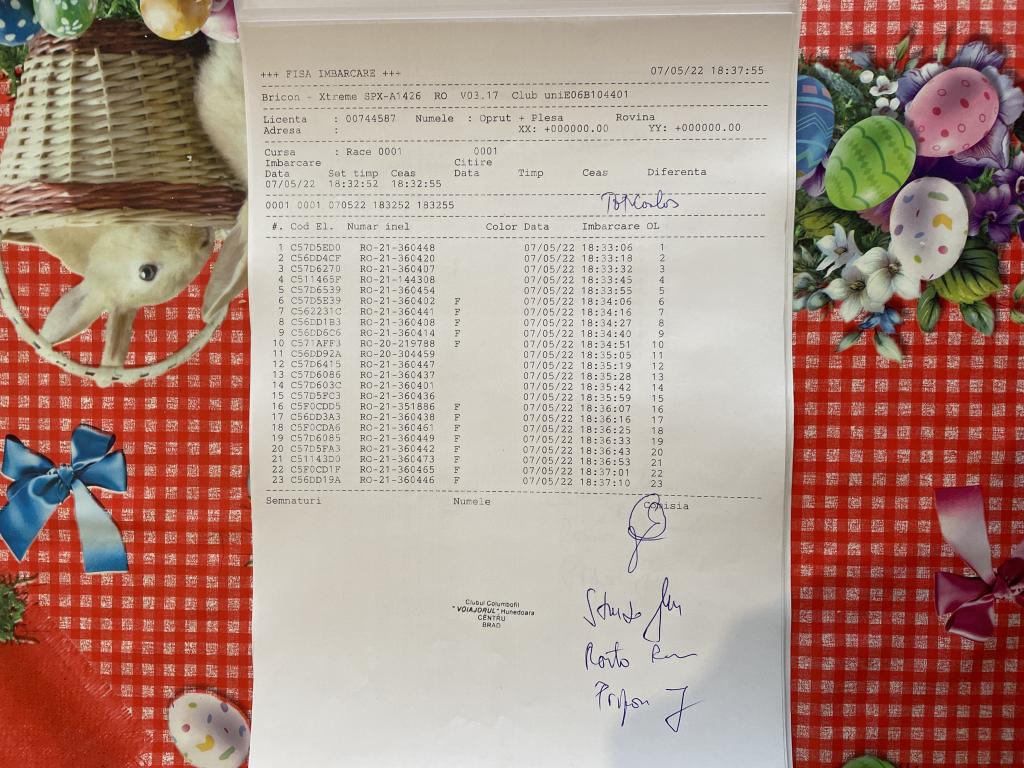 +++ FISA IMBARCARE +++ 07/05/22 18:37:55
Bricon - Xtreme SPX-A1426 RO V03.17 Club uniE06B104401
Licenta : 00744587 Numele : Oprut + Plesa Rovina
Adresa : XX: +000000.00 YY: +000000.00
Cursa : Race 0001 0001
Imbarcare Citire
Data Set timp Ceas Data Timp Ceas Diferenta
07/05/22 18:32:52 18:32:55
0001 0001 070522 183252 183255
#. Cod El. Numar inel Color Data Imbarcare OL
1 C57D5ED0 RO-21-360448 07/05/22 18:33:06 1
2 C56DD4CF RO-21-360420 07/05/22 18:33:18 2
3 C57D6270 RO-21-360407 07/05/22 18:33:32 3
4 C511465F RO-21-144308 07/05/22 18:33:45 4
5 C57D6539 RO-21-360454 07/05/22 18:33:55 5
6 C57D5E39 RO-21-360402 F 07/05/22 18:34:06 6
7 C562231C RO-21-360441 F 07/05/22 18:34:16 7
8 C56DD1B3 RO-21-360408 F 07/05/22 18:34:27 8
9 C56DD6C6 RO-21-360414 F 07/05/22 18:34:40 9
10 C571AFF3 RO-20-219788 F 07/05/22 18:34:51 10
11 C56DD92A RO-20-304459 07/05/22 18:35:05 11
12 C57D6415 RO-21-360447 07/05/22 18:35:19 12
13 C57D6086 RO-21-360437 07/05/22 18:35:28 13
14 C57D603C RO-21-360401 07/05/22 18:35:42 14
15 C57D5FC3 RO-21-360436 07/05/22 18:35:59 15
16 C5F0CDD5 RO-21-351886 F 07/05/22 18:36:07 16
17 C56DD3A3 RO-21-360438 F 07/05/22 18:36:16 17
18 C5F0CDA6 RO-21-360461 F 07/05/22 18:36:25 18
19 C57D6085 RO-21-360449 F 07/05/22 18:36:33 19
20 C57D5FA3 RO-21-360442 F 07/05/22 18:36:43 20
21 C51143D0 RO-21-360473 F 07/05/22 18:36:53 21
22 C5F0CD1F RO-21-360465 F 07/05/22 18:37:01 22
23 C56DD19A RO-21-360446 F 07/05/22 18:37:10 23
Semnaturi Numele Comisia
Clubul Columbofil
"VOIAJORUL" Hunedoara
CENTRU
BRAD